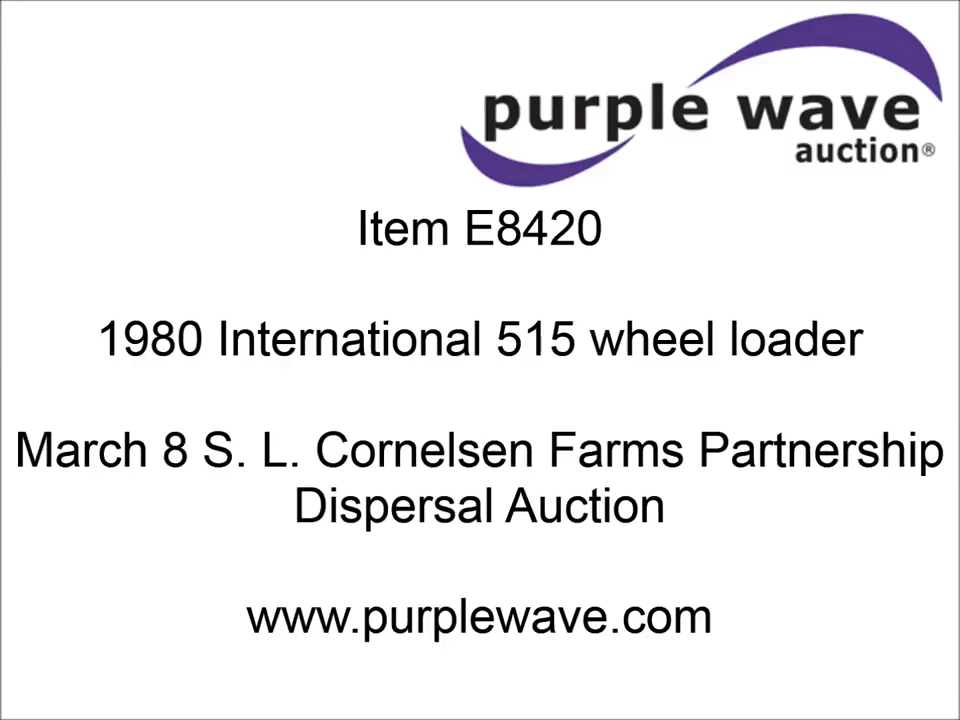 purple wave
auction®
Item E8420
1980 International 515 wheel loader
March 8 S. L. Cornelsen Farms Partnership
Dispersal Auction
www.purplewave.com